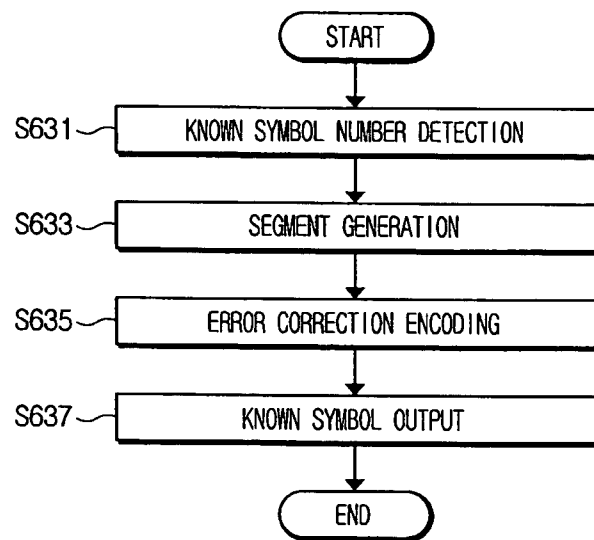 START
S631 KNOWN SYMBOL NUMBER DETECTION
S633 SEGMENT GENERATION
S635 ERROR CORRECTION ENCODING
S637 KNOWN SYMBOL OUTPUT
END